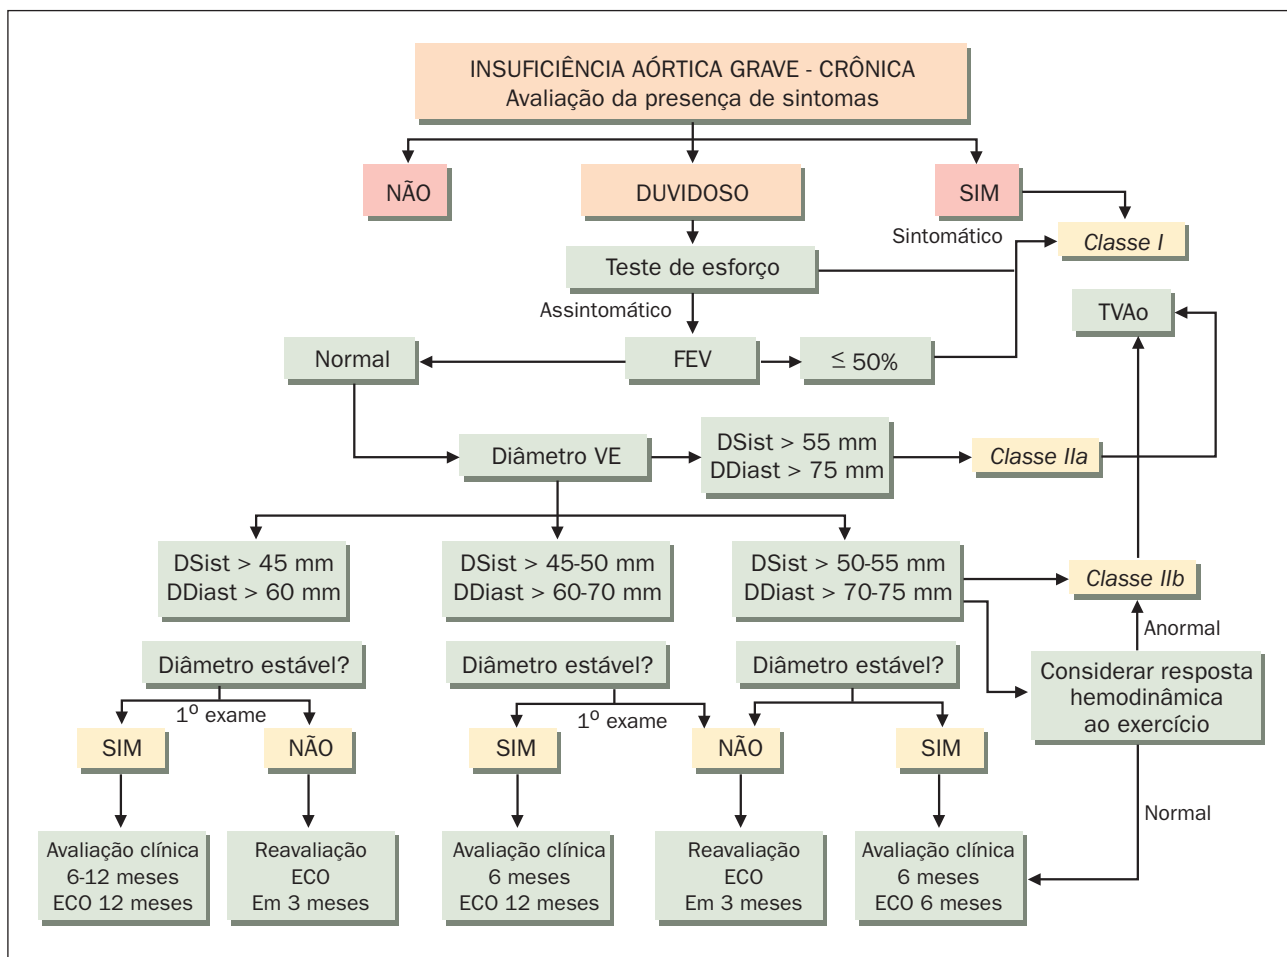 INSUFICIÊNCIA AÓRTICA GRAVE - CRÔNICA
Avaliação da presença de sintomas
NÃO
DUVIDOSO
SIM
Sintomático
Classe I
Teste de esforço
Assintomático
TVAo
Normal
FEV
≤ 50%
Diâmetro VE
DSist > 55 mm
DDiast > 75 mm
Classe IIa
DSist > 45 mm
DDiast > 60 mm
DSist > 45-50 mm
DDiast > 60-70 mm
DSist > 50-55 mm
DDiast > 70-75 mm
Classe IIb
Anormal
Diâmetro estável?
Diâmetro estável?
Diâmetro estável?
Considerar resposta
hemodinâmica
ao exercício
1º exame
1º exame
SIM
NÃO
SIM
NÃO
SIM
Normal
Avaliação clínica
6-12 meses
ECO 12 meses
Reavaliação
ECO
Em 3 meses
Avaliação clínica
6 meses
ECO 12 meses
Reavaliação
ECO
Em 3 meses
Avaliação clínica
6 meses
ECO 6 meses